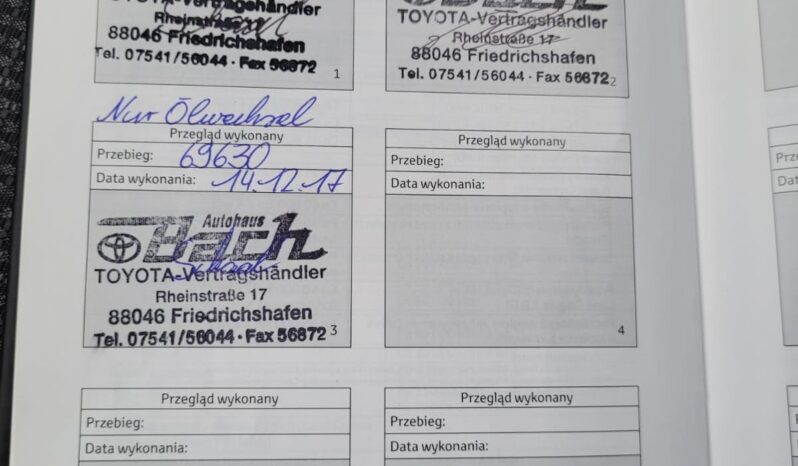 TOYOTA-Vertragshändler
Rheinstraße 17
88046 Friedrichshafen
Tel. 07541/56044 · Fax 56872
1
TOYOTA-Vertragshändler
Rheinstraße 17
88046 Friedrichshafen
Tel. 07541/56044 · Fax 56872
2
Nur Ölwechsel
Przegląd wykonany
Przebieg: 69630
Data wykonania: 14.12.17
Autohaus
Bach
TOYOTA-Vertragshändler
Rheinstraße 17
88046 Friedrichshafen
Tel. 07541/56044 · Fax 56872
3
Przegląd wykonany
Przebieg:
Data wykonania:
4
Przegląd wykonany
Przebieg:
Data wykonania:
Przegląd wykonany
Przebieg:
Data wykonania: